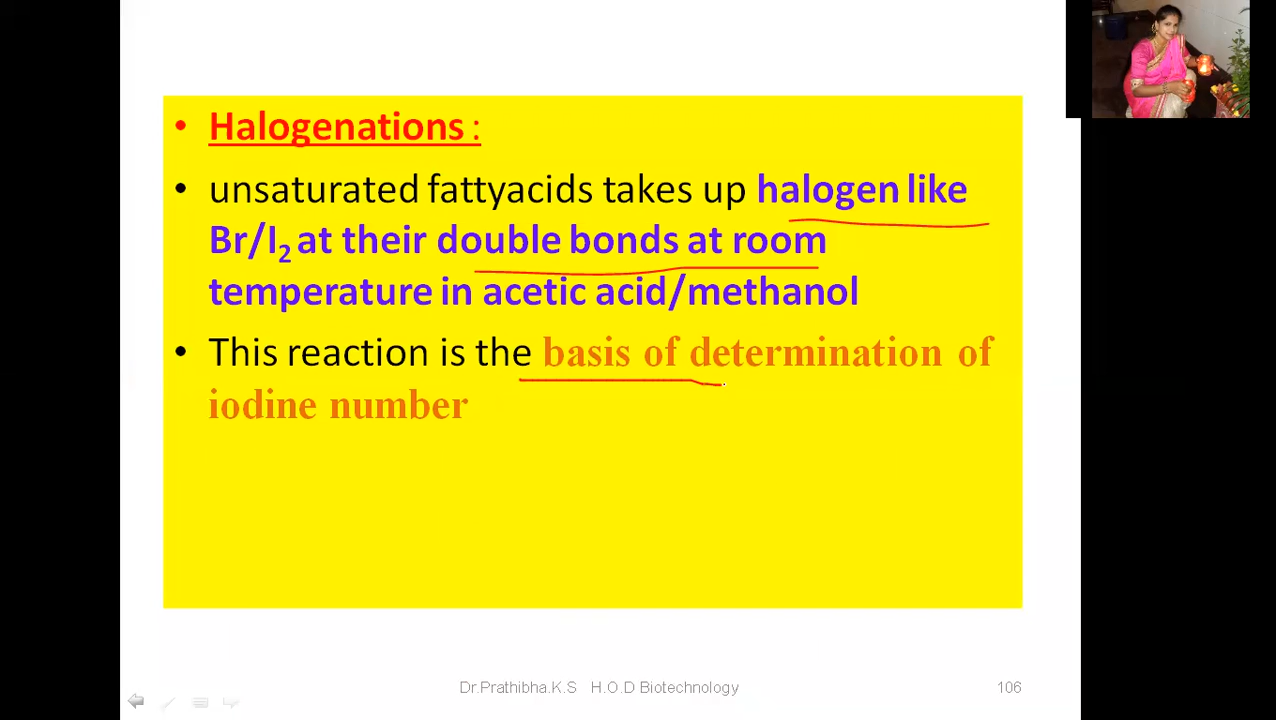 • Halogenations :
• unsaturated fattyacids takes up halogen like
Br/I₂ at their double bonds at room
temperature in acetic acid/methanol
• This reaction is the basis of determination of
iodine number
Dr.Prathibha.K.S H.O.D Biotechnology
106